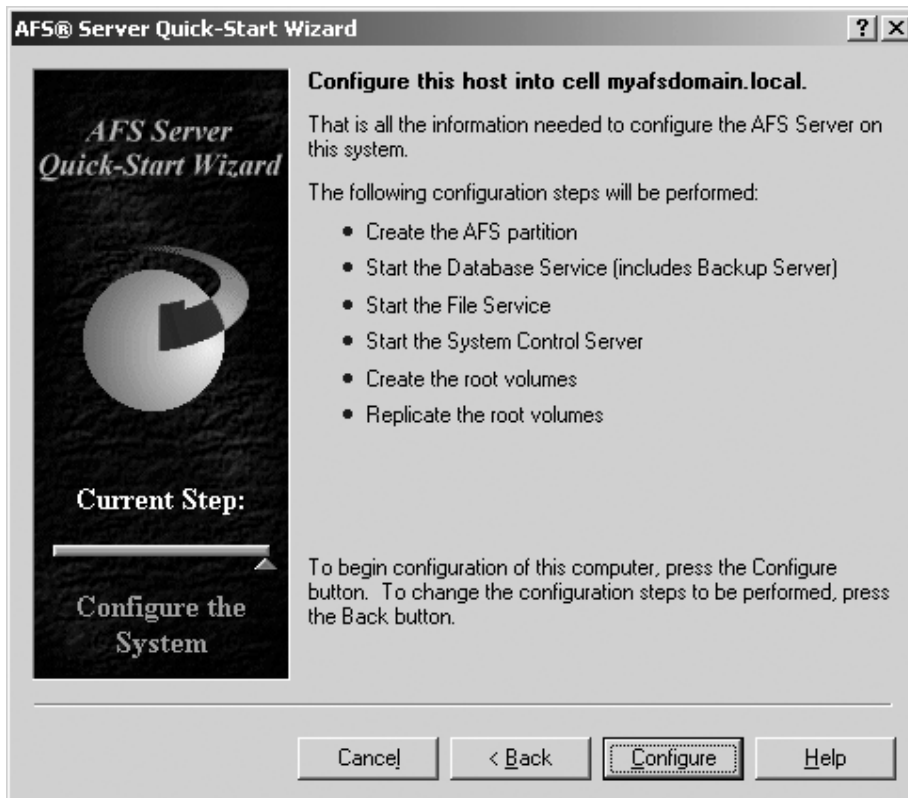 AFS® Server Quick-Start Wizard
AFS Server
Quick-Start Wizard
Current Step:
Configure the
System
Configure this host into cell myafsdomain.local.
That is all the information needed to configure the AFS Server on
this system.
The following configuration steps will be performed:
• Create the AFS partition
• Start the Database Service (includes Backup Server)
• Start the File Service
• Start the System Control Server
• Create the root volumes
• Replicate the root volumes
To begin configuration of this computer, press the Configure
button. To change the configuration steps to be performed, press
the Back button.
Cancel
< Back
Configure
Help